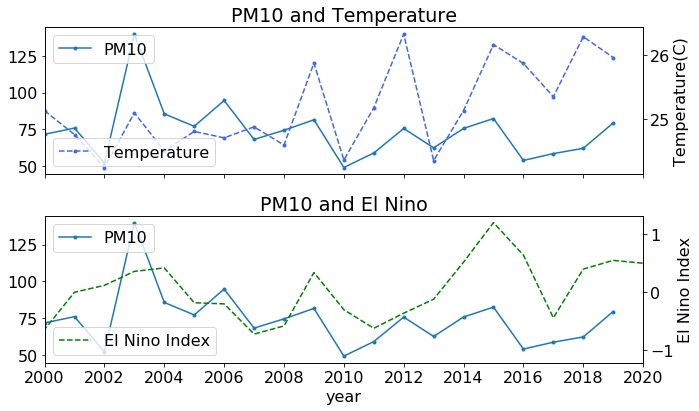 PM10 and Temperature
125
100
75
50
PM10
Temperature
26
25
Temperature(C)
PM10 and El Nino
125
100
75
50
PM10
El Nino Index
1
0
−1
El Nino Index
2000 2002 2004 2006 2008 2010 2012 2014 2016 2018 2020
year